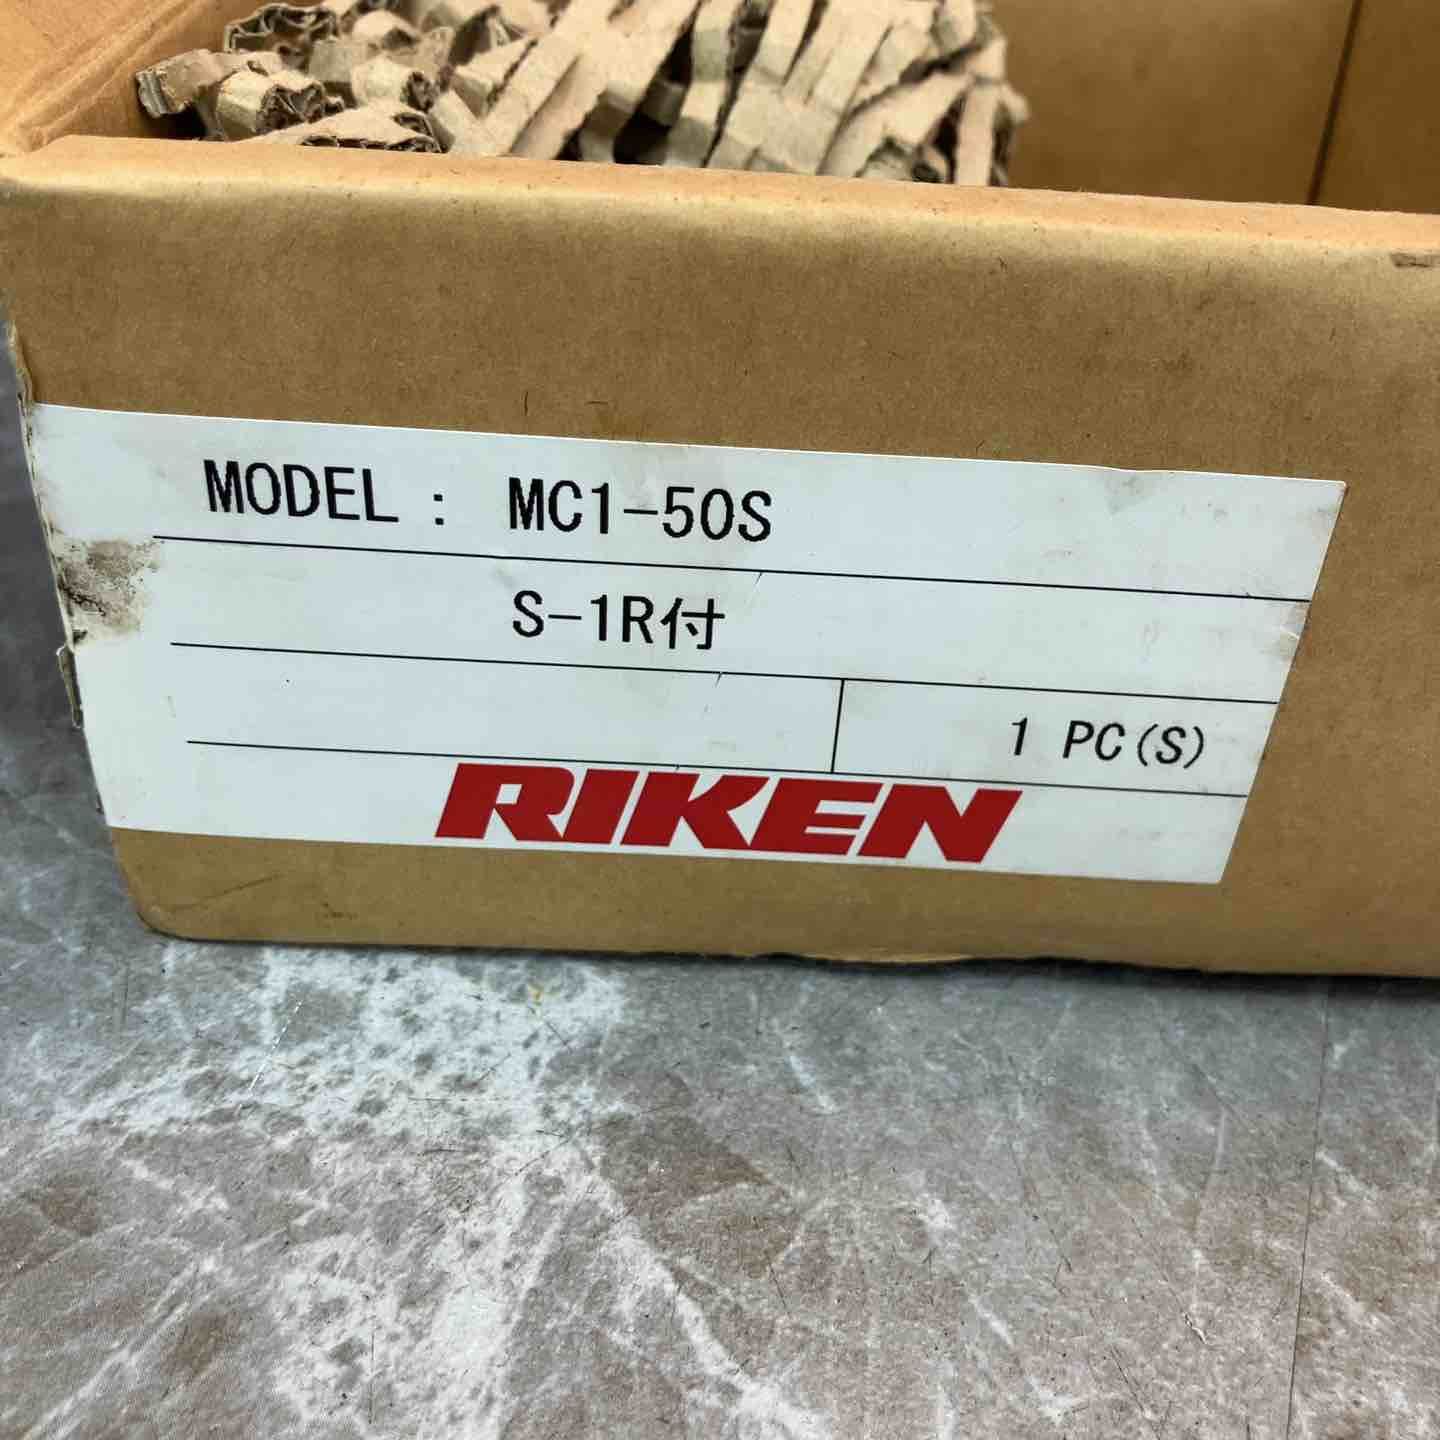 MODEL : MC1-50S
S-1R付
1 PC(S)
RIKEN